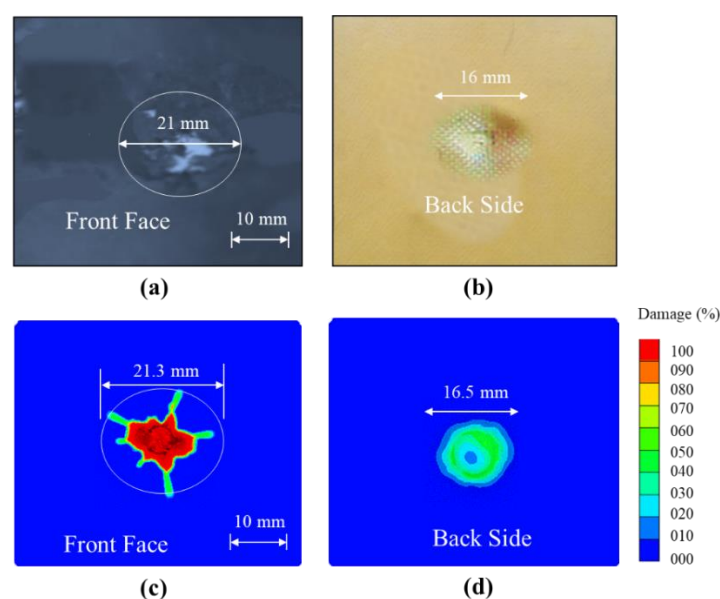 21 mm
Front Face
10 mm
(a)
16 mm
Back Side
(b)
21.3 mm
Front Face
10 mm
(c)
16.5 mm
Back Side
(d)
Damage (%)
100
090
080
070
060
050
040
030
020
010
000